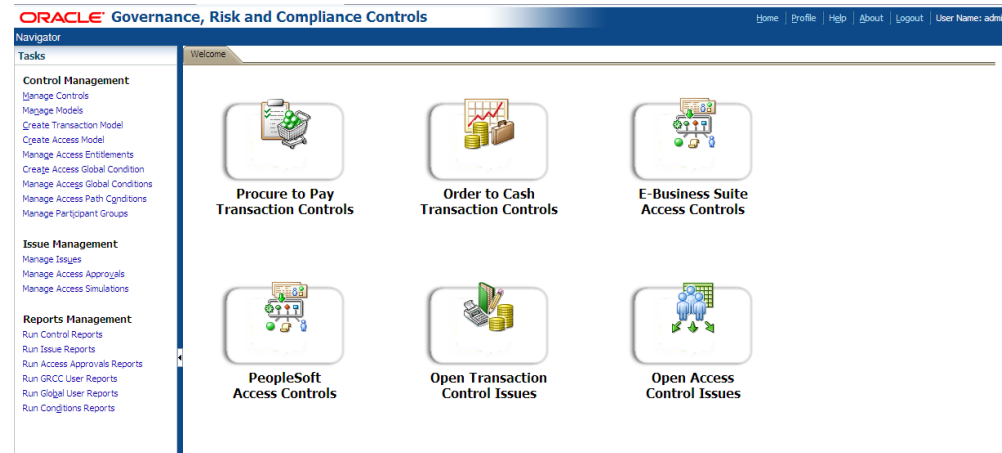 ORACLE Governance, Risk and Compliance Controls
Home Profile Help About Logout User Name: admi
Navigator
Tasks
Welcome
Control Management
Manage Controls
Manage Models
Create Transaction Model
Create Access Model
Manage Access Entitlements
Create Access Global Condition
Manage Access Global Conditions
Manage Access Path Conditions
Manage Participant Groups
Issue Management
Manage Issues
Manage Access Approvals
Manage Access Simulations
Reports Management
Run Control Reports
Run Issue Reports
Run Access Approvals Reports
Run GRCC User Reports
Run Global User Reports
Run Conditions Reports
Procure to Pay
Transaction Controls
Order to Cash
Transaction Controls
E-Business Suite
Access Controls
PeopleSoft
Access Controls
Open Transaction
Control Issues
Open Access
Control Issues